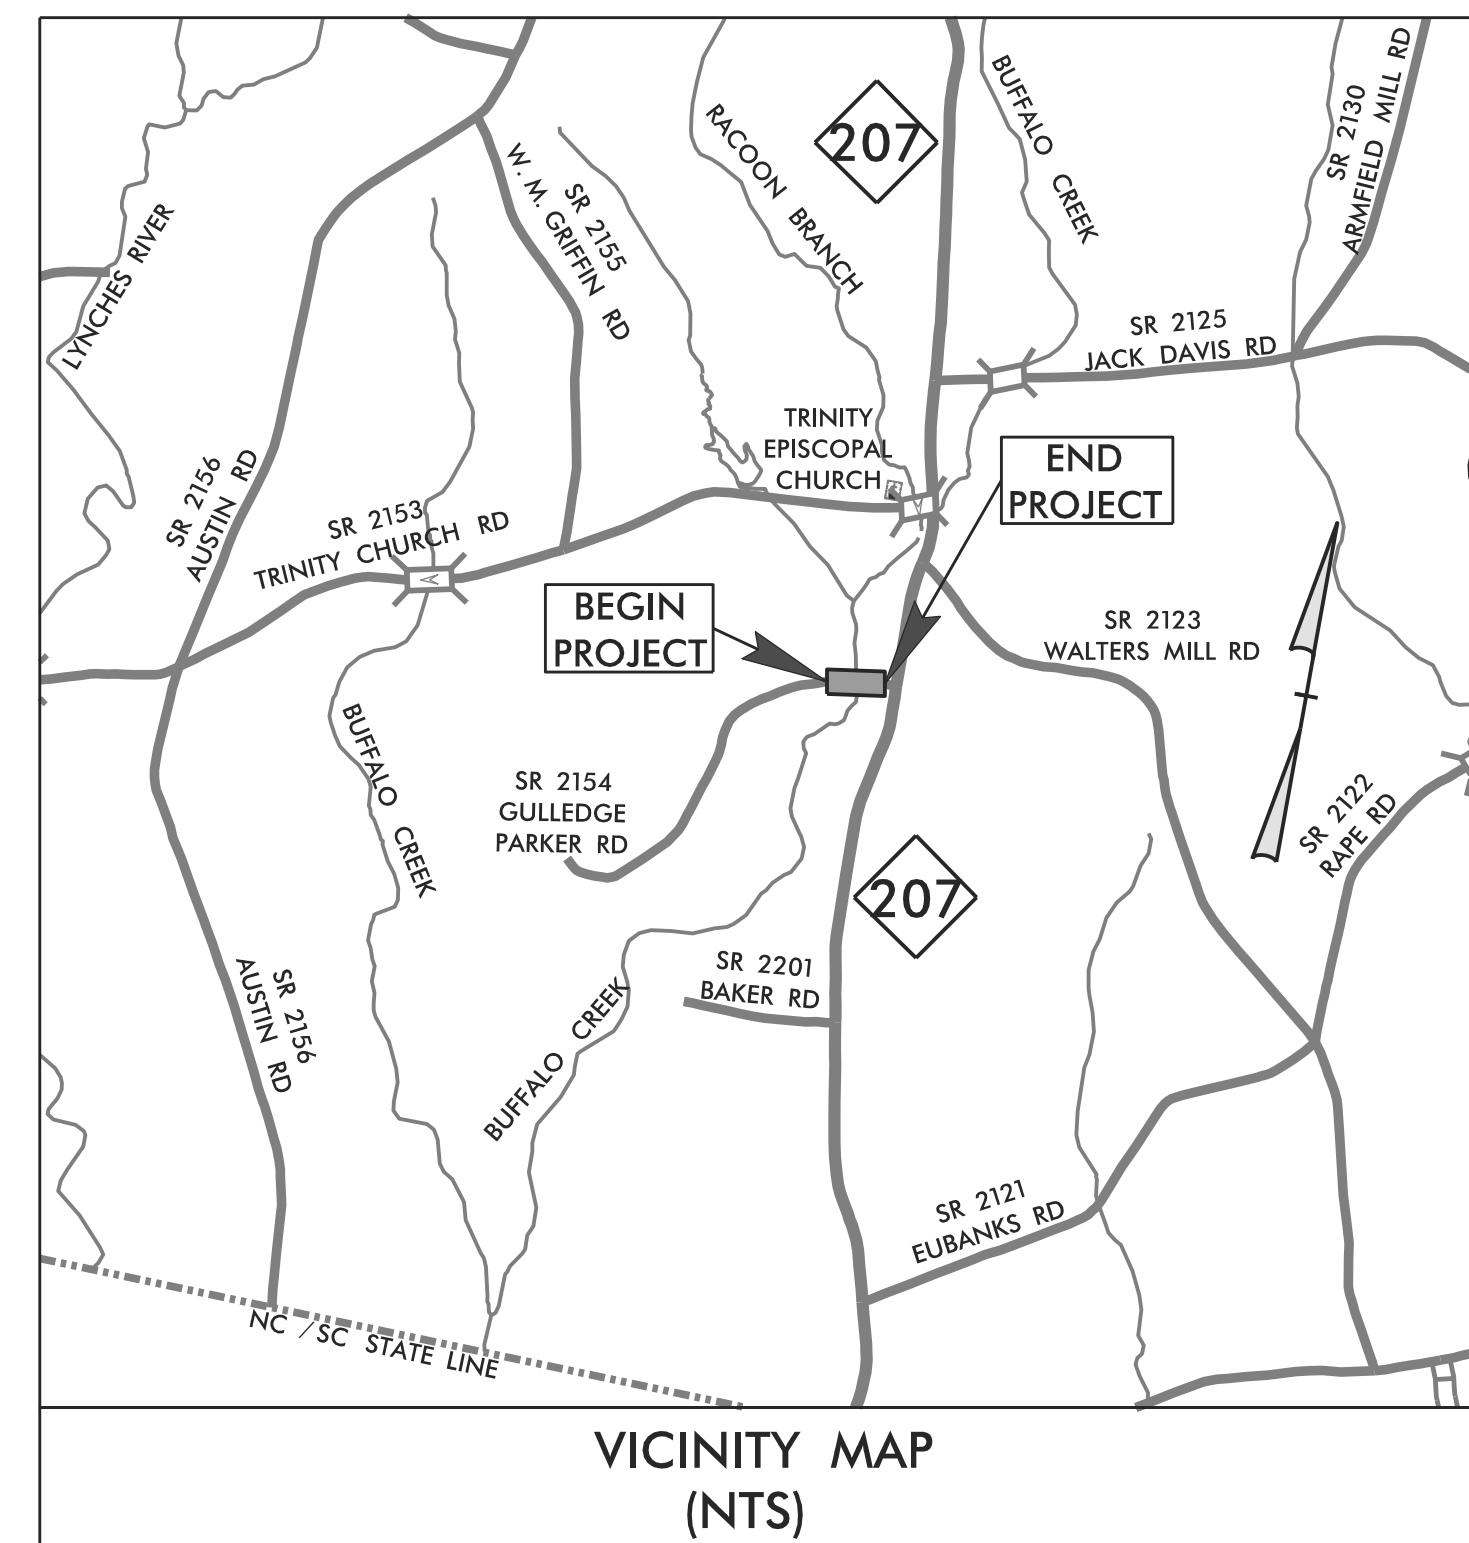 207
BUFFALO CREEK
SR 2130
ARMFIELD MILL RD
RACOON BRANCH
W. M. GRIFFIN RD
SR 2155
LYNCHES RIVER
SR 2125
JACK DAVIS RD
TRINITY
EPISCOPAL
CHURCH
END
PROJECT
SR 2156
AUSTIN RD
SR 2153
TRINITY CHURCH RD
BEGIN
PROJECT
SR 2123
WALTERS MILL RD
BUFFALO CREEK
SR 2154
GULLEDGE
PARKER RD
SR 2122
RAPE RD
207
SR 2156
AUSTIN RD
SR 2201
BAKER RD
BUFFALO CREEK
SR 2121
EUBANKS RD
NC / SC STATE LINE
VICINITY MAP
(NTS)